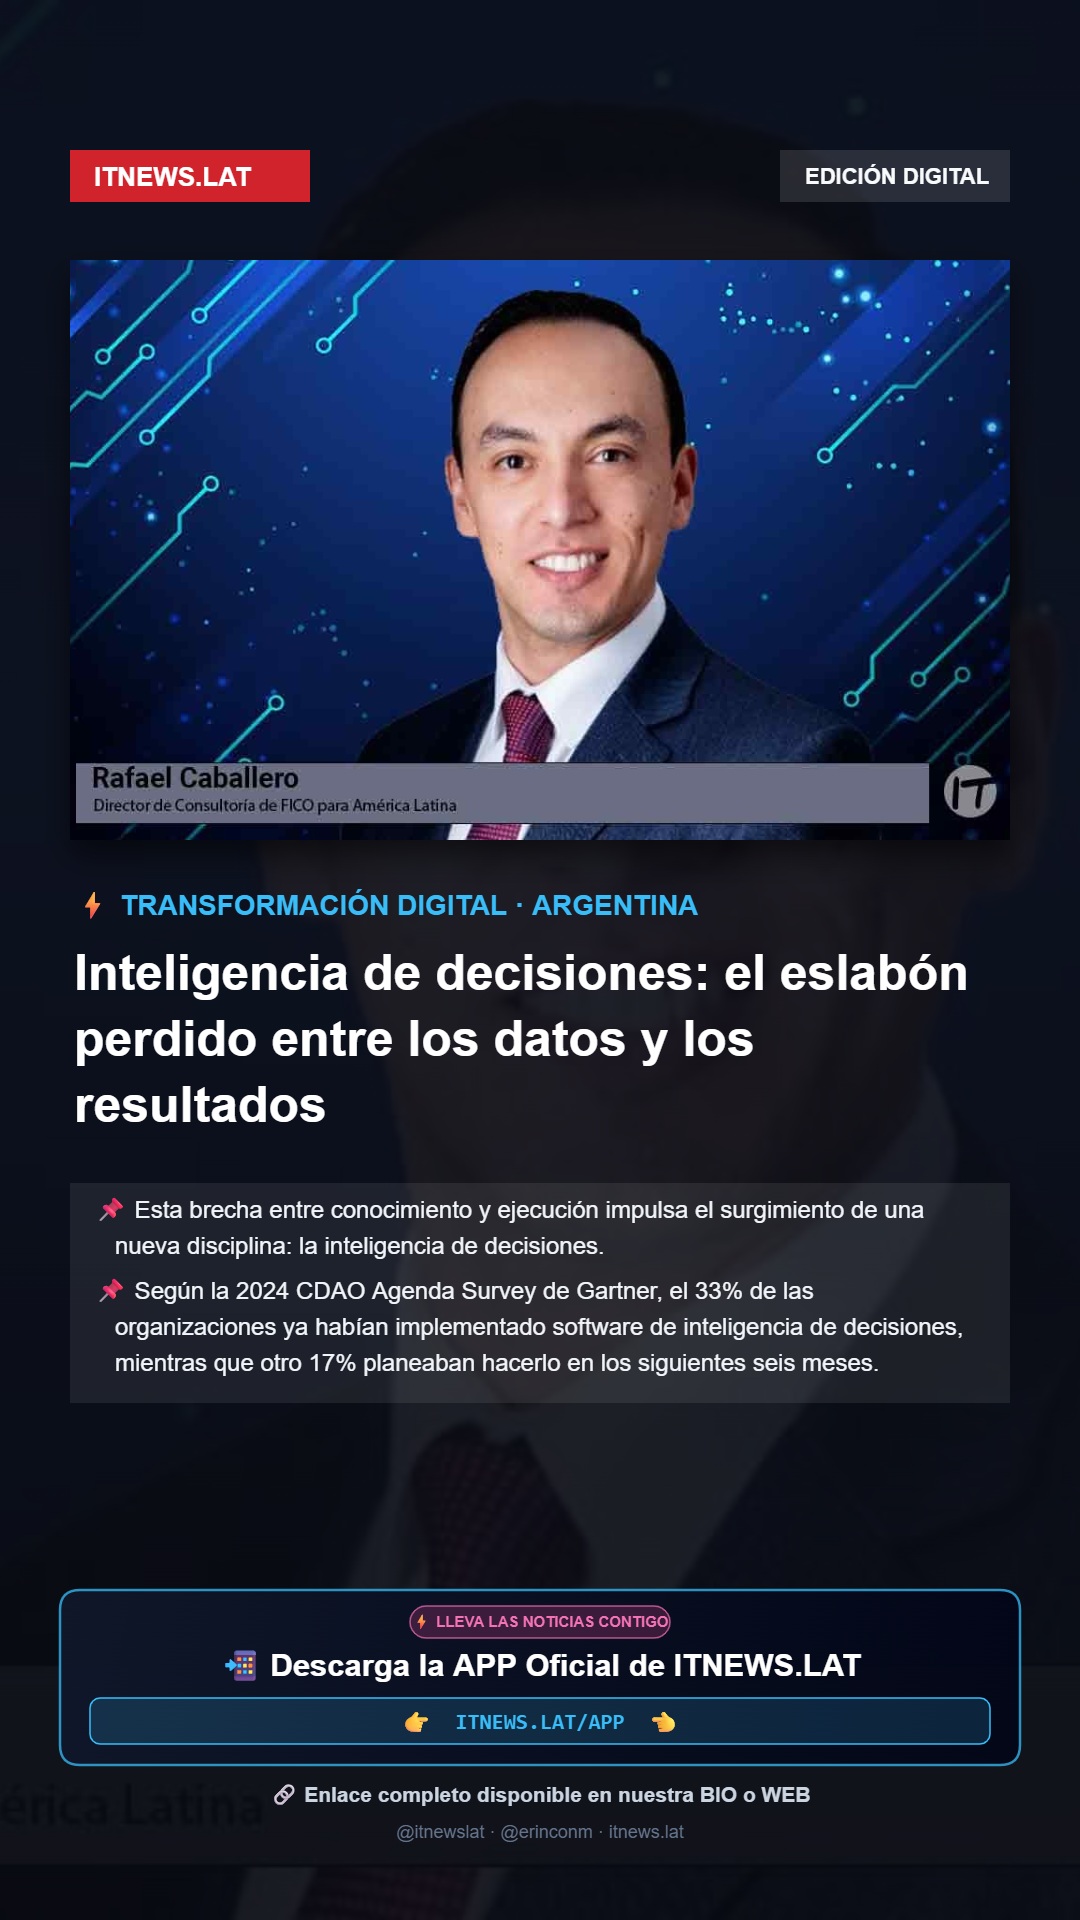 ITNEWS.LAT
EDICIÓN DIGITAL
Rafael Caballero
Director de Consultoría de FICO para América Latina
IT
⚡ TRANSFORMACIÓN DIGITAL · ARGENTINA
Inteligencia de decisiones: el eslabón
perdido entre los datos y los
resultados
📌 Esta brecha entre conocimiento y ejecución impulsa el surgimiento de una
nueva disciplina: la inteligencia de decisiones.
📌 Según la 2024 CDAO Agenda Survey de Gartner, el 33% de las
organizaciones ya habían implementado software de inteligencia de decisiones,
mientras que otro 17% planeaban hacerlo en los siguientes seis meses.
⚡ LLEVA LAS NOTICIAS CONTIGO
📲 Descarga la APP Oficial de ITNEWS.LAT
👉 ITNEWS.LAT/APP 👈
érica Latina
🔗 Enlace completo disponible en nuestra BIO o WEB
@itnewslat · @erinconm · itnews.lat